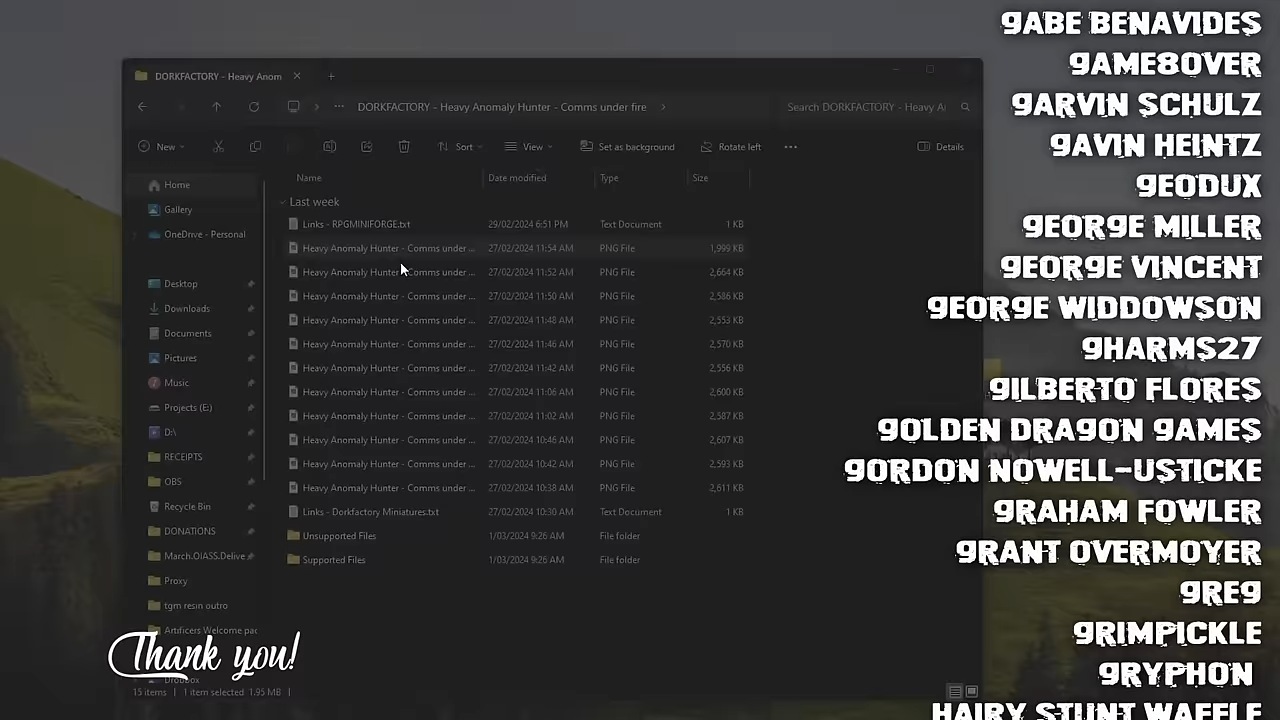 DORKFACTORY - Heavy Anom
DORKFACTORY - Heavy Anomaly Hunter - Comms under fire
Search DORKFACTORY - Heavy Al
New
Sort
View
Set as background
Rotate left
Details
Name Date modified Type Size
Last week
Links - RPGMINIFORGE.txt 29/02/2024 6:51 PM Text Document 1 KB
Heavy Anomaly Hunter - Comms under ... 27/02/2024 11:54 AM PNG File 1,999 KB
Heavy Anomaly Hunter - Comms under ... 27/02/2024 11:52 AM PNG File 2,664 KB
Heavy Anomaly Hunter - Comms under ... 27/02/2024 11:50 AM PNG File 2,586 KB
Heavy Anomaly Hunter - Comms under ... 27/02/2024 11:48 AM PNG File 2,553 KB
Heavy Anomaly Hunter - Comms under ... 27/02/2024 11:46 AM PNG File 2,570 KB
Heavy Anomaly Hunter - Comms under ... 27/02/2024 11:42 AM PNG File 2,556 KB
Heavy Anomaly Hunter - Comms under ... 27/02/2024 11:06 AM PNG File 2,600 KB
Heavy Anomaly Hunter - Comms under ... 27/02/2024 11:02 AM PNG File 2,587 KB
Heavy Anomaly Hunter - Comms under ... 27/02/2024 10:46 AM PNG File 2,607 KB
Heavy Anomaly Hunter - Comms under ... 27/02/2024 10:42 AM PNG File 2,593 KB
Heavy Anomaly Hunter - Comms under ... 27/02/2024 10:38 AM PNG File 2,611 KB
Links - Dorkfactory Miniatures.txt 27/02/2024 10:30 AM Text Document 1 KB
Unsupported Files 1/03/2024 9:26 AM File folder
Supported Files 1/03/2024 9:26 AM File folder
Home
Gallery
OneDrive - Personal
Desktop
Downloads
Documents
Pictures
Music
Projects (E:)
D:\
RECEIPTS
OBS
Recycle Bin
DONATIONS
March.OIASS.Delive
Proxy
tgm resin outro
Artificers Welcome pac
Dropbox
15 items | 1 item selected 1.95 MB |
Thank you!
GABE BENAVIDES
GAME8OVER
GARVIN SCHULZ
GAVIN HEINTZ
GEODUX
GEORGE MILLER
GEORGE VINCENT
GEORGE WIDDOWSON
GHARMS27
GILBERTO FLORES
GOLDEN DRAGON GAMES
GORDON NOWELL-USTICKE
GRAHAM FOWLER
GRANT OVERMOYER
GREG
GRIMPICKLE
GRYPHON
HAIRY STUNT WAFFLE